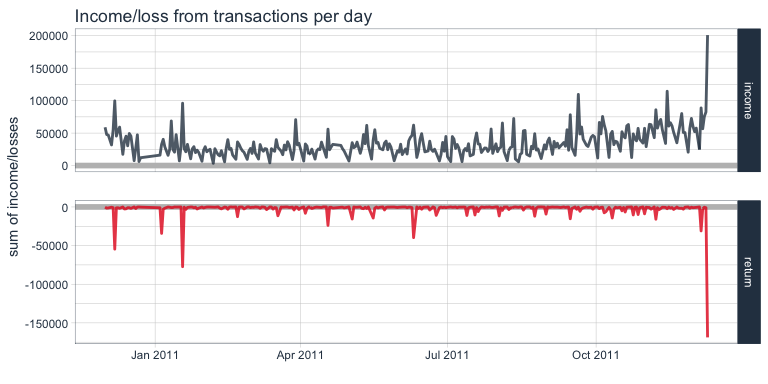 Income/loss from transactions per day
sum of income/losses
200000
150000
100000
50000
0
income
0
-50000
-100000
-150000
return
Jan 2011
Apr 2011
Jul 2011
Oct 2011